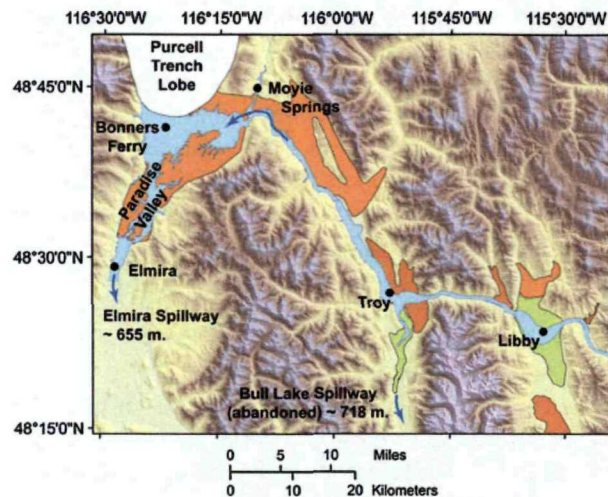 116°30'0"W
116°15'0"W
116°00'0"W
115°45'0"W
115°30'0"W
Purcell
Trench
Lobe
48°45'0"N
Moyie
Springs
Bonners
Ferry
Paradise
Valley
48°30'0"N
Elmira
Elmira Spillway
~ 655 m.
Troy
Libby
Bull Lake Spillway
(abandoned) ~ 718 m.
48°15'0"N
0 5 10 Miles
0 10 20 Kilometers